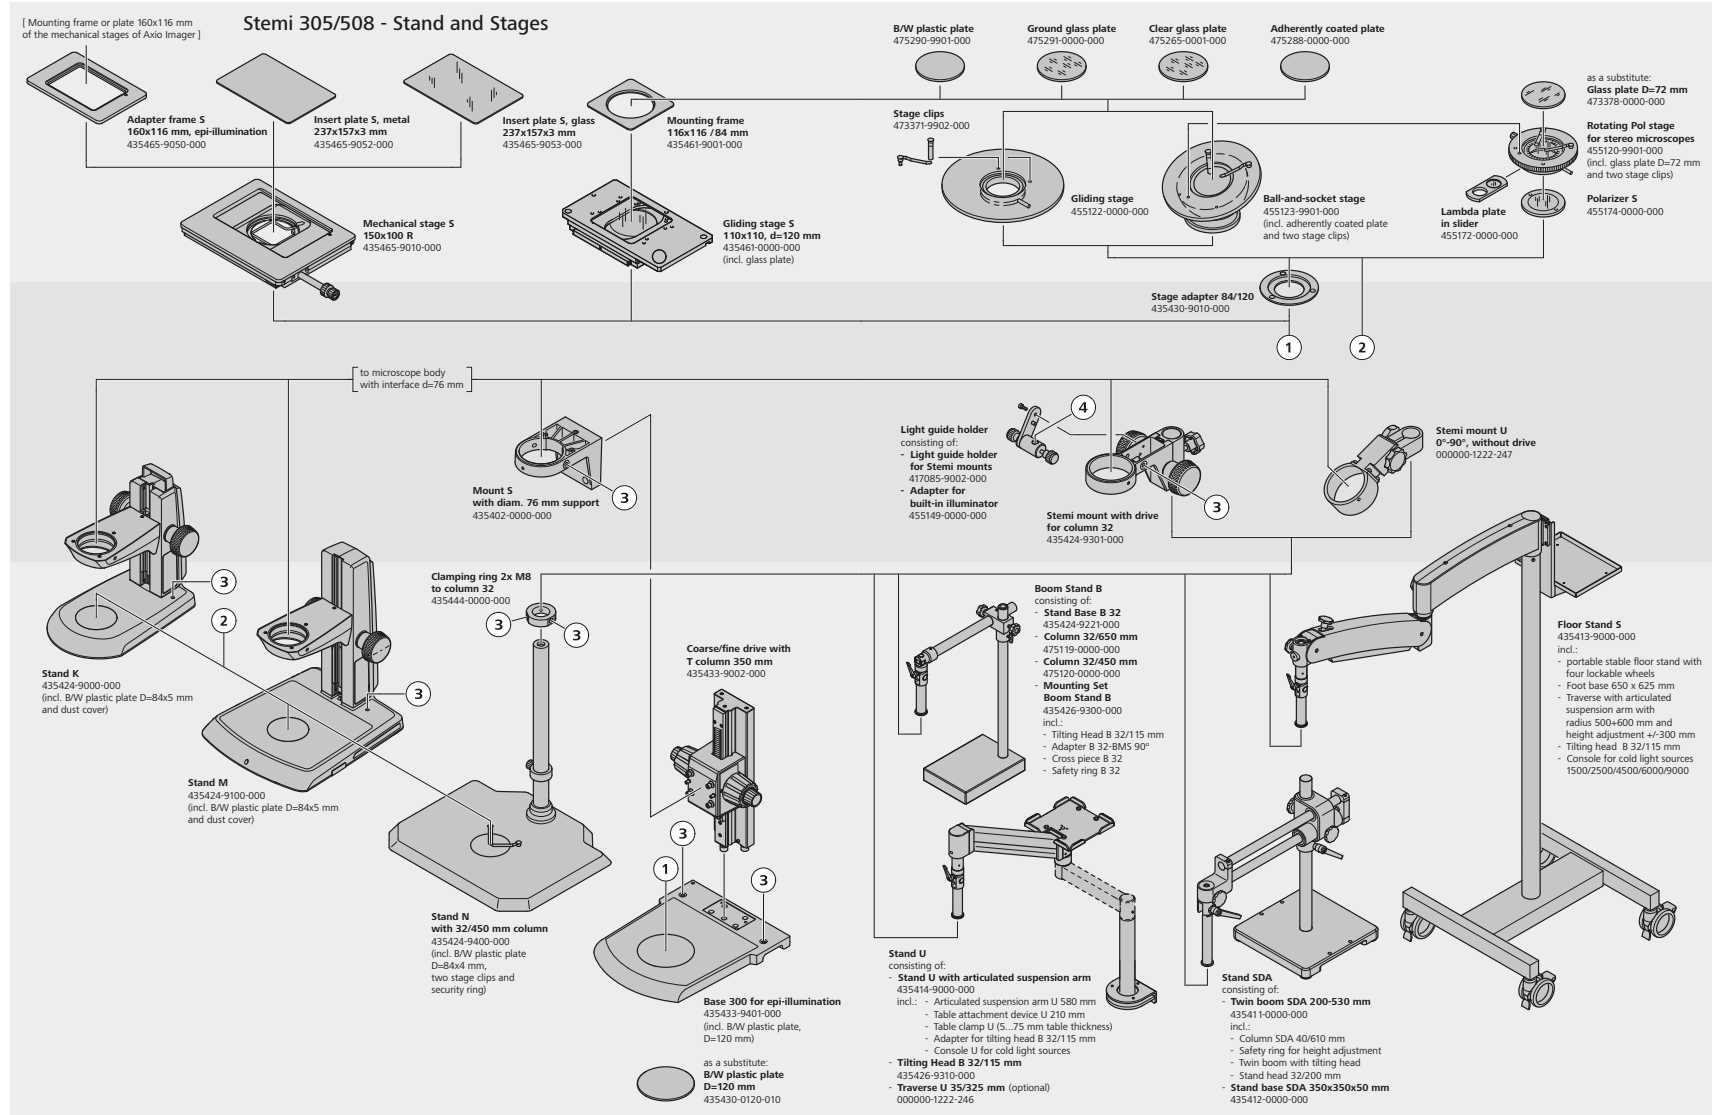 [ Mounting frame or plate 160x116 mm
of the mechanical stages of Axio Imager ]
Stemi 305/508 - Stand and Stages
B/W plastic plate
475290-9901-000
Ground glass plate
475291-0000-000
Clear glass plate
475265-0001-000
Adherently coated plate
475288-0000-000
as a substitute:
Glass plate D=72 mm
473378-0000-000
Adapter frame S
160x116 mm, epi-illumination
435465-9050-000
Insert plate S, metal
237x157x3 mm
435465-9052-000
Insert plate S, glass
237x157x3 mm
435465-9053-000
Mounting frame
116x116 /84 mm
435461-9001-000
Stage clips
473371-9902-000
Rotating Pol stage
for stereo microscopes
455120-9901-000
(incl. glass plate D=72 mm
and two stage clips)
Mechanical stage S
150x100 R
435465-9010-000
Gliding stage S
110x110, d=120 mm
435461-0000-000
(incl. glass plate)
Gliding stage
455122-0000-000
Ball-and-socket stage
455123-9901-000
(incl. adherently coated plate
and two stage clips)
Lambda plate
in slider
455172-0000-000
Polarizer S
455174-0000-000
Stage adapter 84/120
435430-9010-000
1
2
to microscope body
with interface d=76 mm
Mount S
with diam. 76 mm support
435402-0000-000
3
Light guide holder
consisting of:
- Light guide holder
for Stemi mounts
417085-9002-000
- Adapter for
built-in illuminator
455149-0000-000
4
3
Stemi mount with drive
for column 32
435424-9301-000
Stemi mount U
0°-90°, without drive
000000-1222-247
3
2
Stand K
435424-9000-000
(incl. B/W plastic plate D=84x5 mm
and dust cover)
3
Stand M
435424-9100-000
(incl. B/W plastic plate D=84x5 mm
and dust cover)
Clamping ring 2x M8
to column 32
435444-0000-000
3
3
Stand N
with 32/450 mm column
435424-9400-000
(incl. B/W plastic plate
D=84x4 mm,
two stage clips and
security ring)
Coarse/fine drive with
T column 350 mm
435433-9002-000
3
1
3
Base 300 for epi-illumination
435433-9401-000
(incl. B/W plastic plate,
D=120 mm)
as a substitute:
B/W plastic plate
D=120 mm
435430-0120-010
Boom Stand B
consisting of:
- Stand Base B 32
435424-9221-000
- Column 32/650 mm
475119-0000-000
- Column 32/450 mm
475120-0000-000
- Mounting Set
Boom Stand B
435426-9300-000
incl.:
- Tilting Head B 32/115 mm
- Adapter B 32-BMS 90°
- Cross piece B 32
- Safety ring B 32
Stand U
consisting of:
- Stand U with articulated suspension arm
435414-9000-000
incl.: - Articulated suspension arm U 580 mm
- Table attachment device U 210 mm
- Table clamp U (5...75 mm table thickness)
- Adapter for tilting head B 32/115 mm
- Console U for cold light sources
- Tilting Head B 32/115 mm
435426-9310-000
- Traverse U 35/325 mm (optional)
000000-1222-246
Stand SDA
consisting of:
- Twin boom SDA 200-530 mm
435411-0000-000
incl.:
- Column SDA 40/610 mm
- Safety ring for height adjustment
- Twin boom with tilting head
- Stand head 32/200 mm
- Stand base SDA 350x350x50 mm
435412-0000-000
Floor Stand S
435413-9000-000
incl.:
- portable stable floor stand with
four lockable wheels
- Foot base 650 x 625 mm
- Traverse with articulated
suspension arm with
radius 500+600 mm and
height adjustment +/-300 mm
- Tilting head B 32/115 mm
- Console for cold light sources
1500/2500/4500/6000/9000